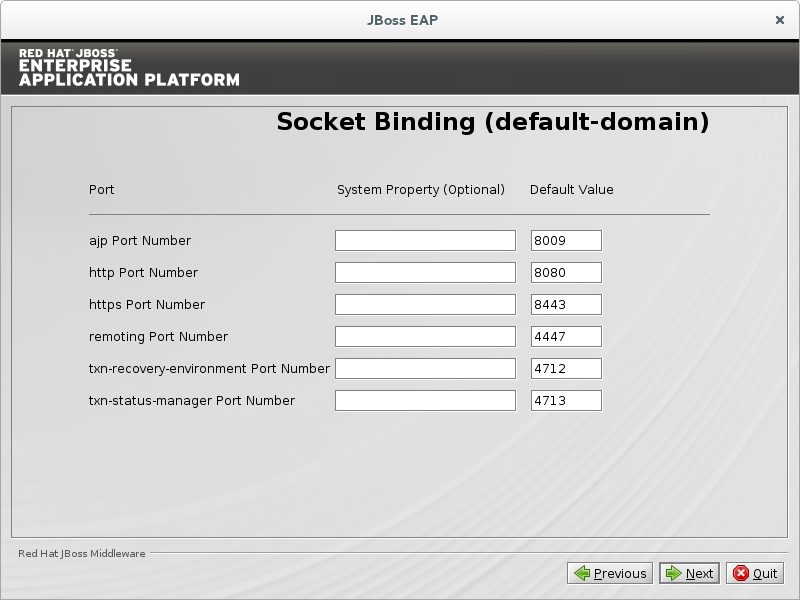 JBoss EAP
RED HAT JBOSS
ENTERPRISE
APPLICATION PLATFORM
Socket Binding (default-domain)
Port System Property (Optional) Default Value
ajp Port Number 8009
http Port Number 8080
https Port Number 8443
remoting Port Number 4447
txn-recovery-environment Port Number 4712
txn-status-manager Port Number 4713
Red Hat JBoss Middleware
Previous Next Quit